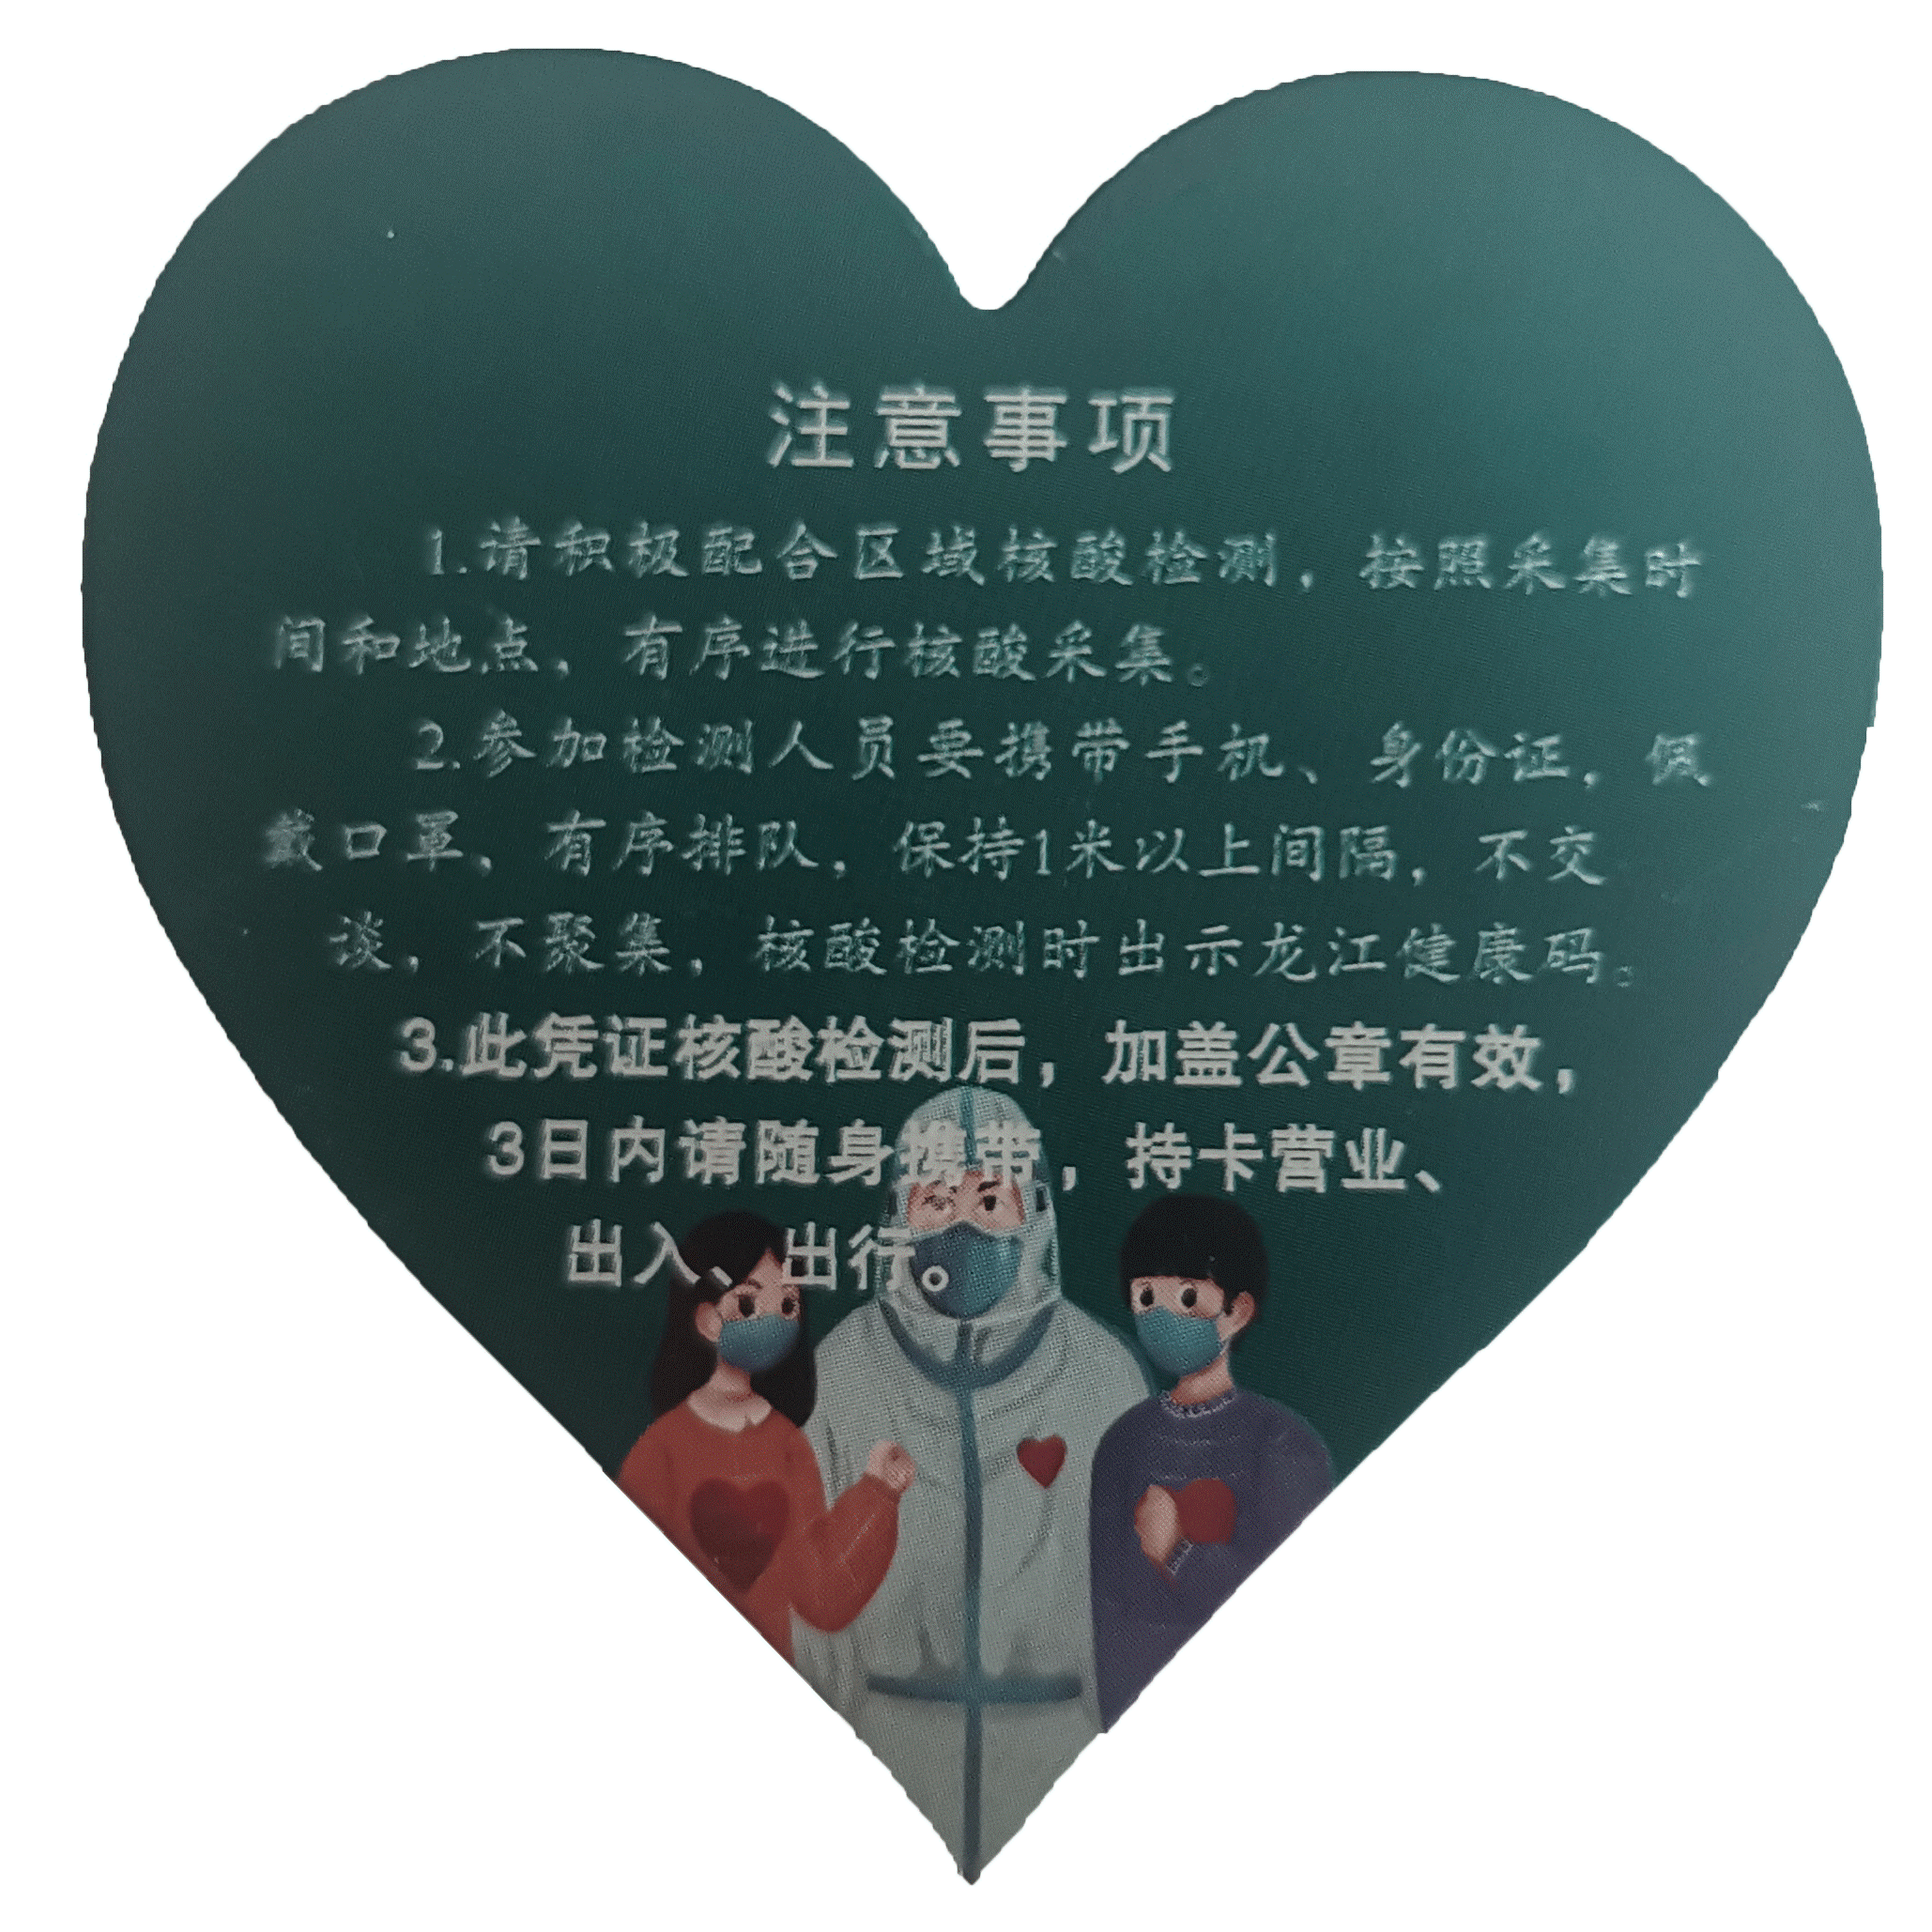 注意事项
1.请积极配合区域核酸检测，按照采集时
间和地点，有序进行核酸采集。
2.参加检测人员要携带手机、身份证，佩
戴口罩、有序排队，保持1米以上间隔，不交
谈，不聚集，核酸检测时出示龙江健康码。
3.此凭证核酸检测后，加盖公章有效，
3日内请随身携带，持卡营业、
出入、出行。